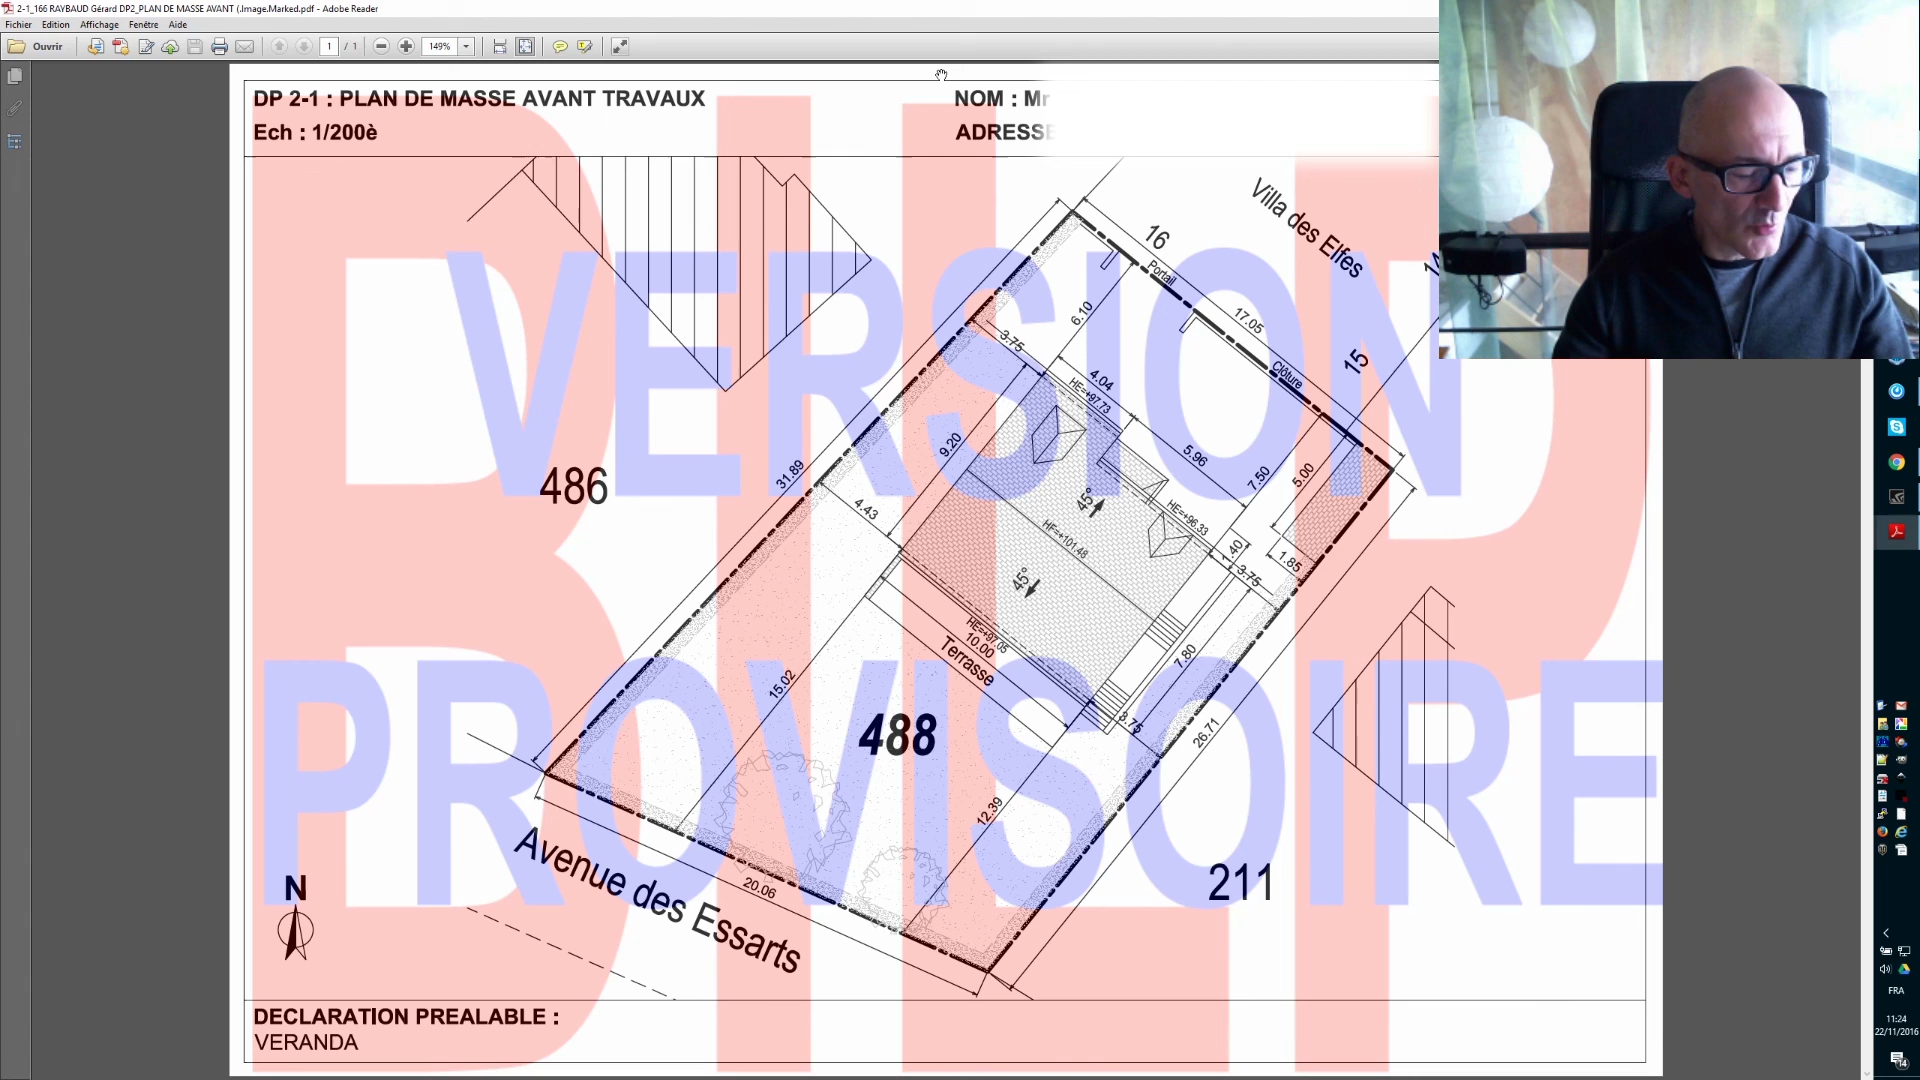 2-1_166 RAYBAUD Gérard DP2_PLAN DE MASSE AVANT (.Image.Marked.pdf - Adobe Reader
Fichier Edition Affichage Fenêtre Aide
Ouvrir 1 / 1 149%
DP 2-1 : PLAN DE MASSE AVANT TRAVAUX
NOM : Mr
Ech : 1/200è
ADRESSE
Villa des Elfes
16
Portail
17.05
14
6.10
15
3.75
Clôture
4.04
HE=+97.73
VERSION
9.20
5.96
486
31.89
7.50
5.00
4.43
45°
HE=+96.33
HF=+101.48
1.40
1.85
3.75
45°
HE=+97.05
10.00
Terrasse
7.80
15.02
PROVISOIRE
488
3.75
26.71
12.39
Avenue des Essarts
20.06
211
N
DECLARATION PREALABLE :
VERANDA
FRA
11:24
22/11/2016
14